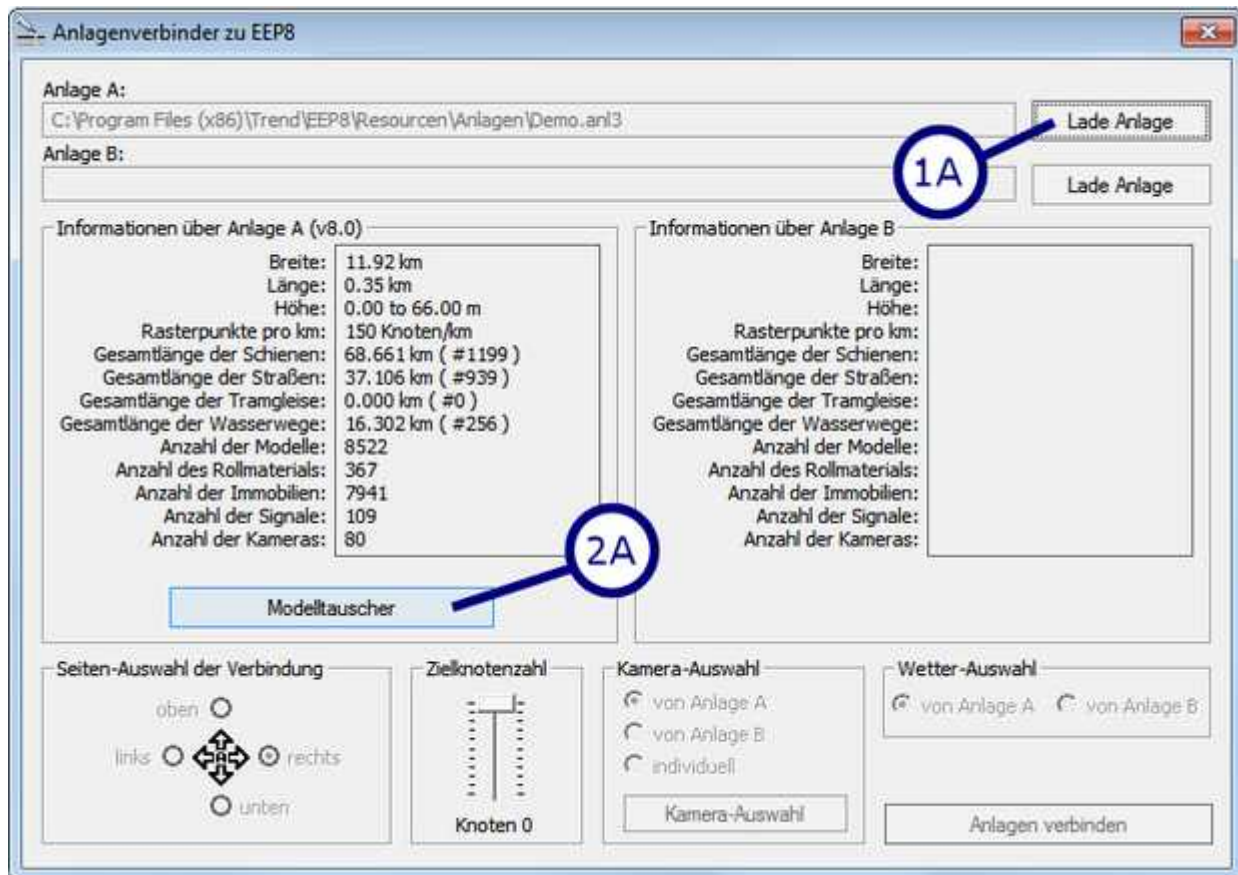 Anlagenverbinder zu EEP8
Anlage A:
C:\Program Files (x86)\Trend\EEP8\Resourcen\Anlagen\Demo.anl3
Lade Anlage
1A
Anlage B:
Lade Anlage
Informationen über Anlage A (v8.0)
Breite: 11.92 km
Länge: 0.35 km
Höhe: 0.00 to 66.00 m
Rasterpunkte pro km: 150 Knoten/km
Gesamtlänge der Schienen: 68.661 km ( #1199 )
Gesamtlänge der Straßen: 37.106 km ( #939 )
Gesamtlänge der Tramgleise: 0.000 km ( #0 )
Gesamtlänge der Wasserwege: 16.302 km ( #256 )
Anzahl der Modelle: 8522
Anzahl des Rollmaterials: 367
Anzahl der Immobilien: 7941
Anzahl der Signale: 109
Anzahl der Kameras: 80
2A
Modelltauscher
Informationen über Anlage B
Breite:
Länge:
Höhe:
Rasterpunkte pro km:
Gesamtlänge der Schienen:
Gesamtlänge der Straßen:
Gesamtlänge der Tramgleise:
Gesamtlänge der Wasserwege:
Anzahl der Modelle:
Anzahl des Rollmaterials:
Anzahl der Immobilien:
Anzahl der Signale:
Anzahl der Kameras:
Seiten-Auswahl der Verbindung
oben
links A rechts
unten
Zielknotenzahl
Knoten 0
Kamera-Auswahl
von Anlage A
von Anlage B
individuell
Kamera-Auswahl
Wetter-Auswahl
von Anlage A von Anlage B
Anlagen verbinden